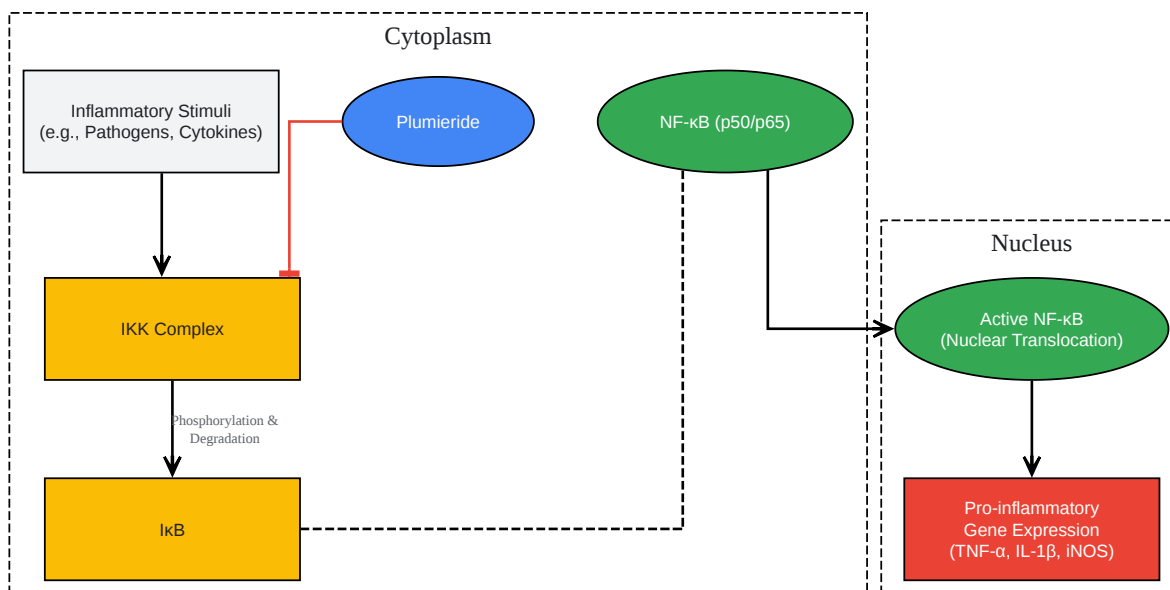 Cytoplasm
Inflammatory Stimuli
(e.g., Pathogens, Cytokines)
Plumieride
NF-κB (p50/p65)
Nucleus
IKK Complex
Active NF-κB
(Nuclear Translocation)
Phosphorylation &
Degradation
IκB
Pro-inflammatory
Gene Expression
(TNF-α, IL-1β, iNOS)